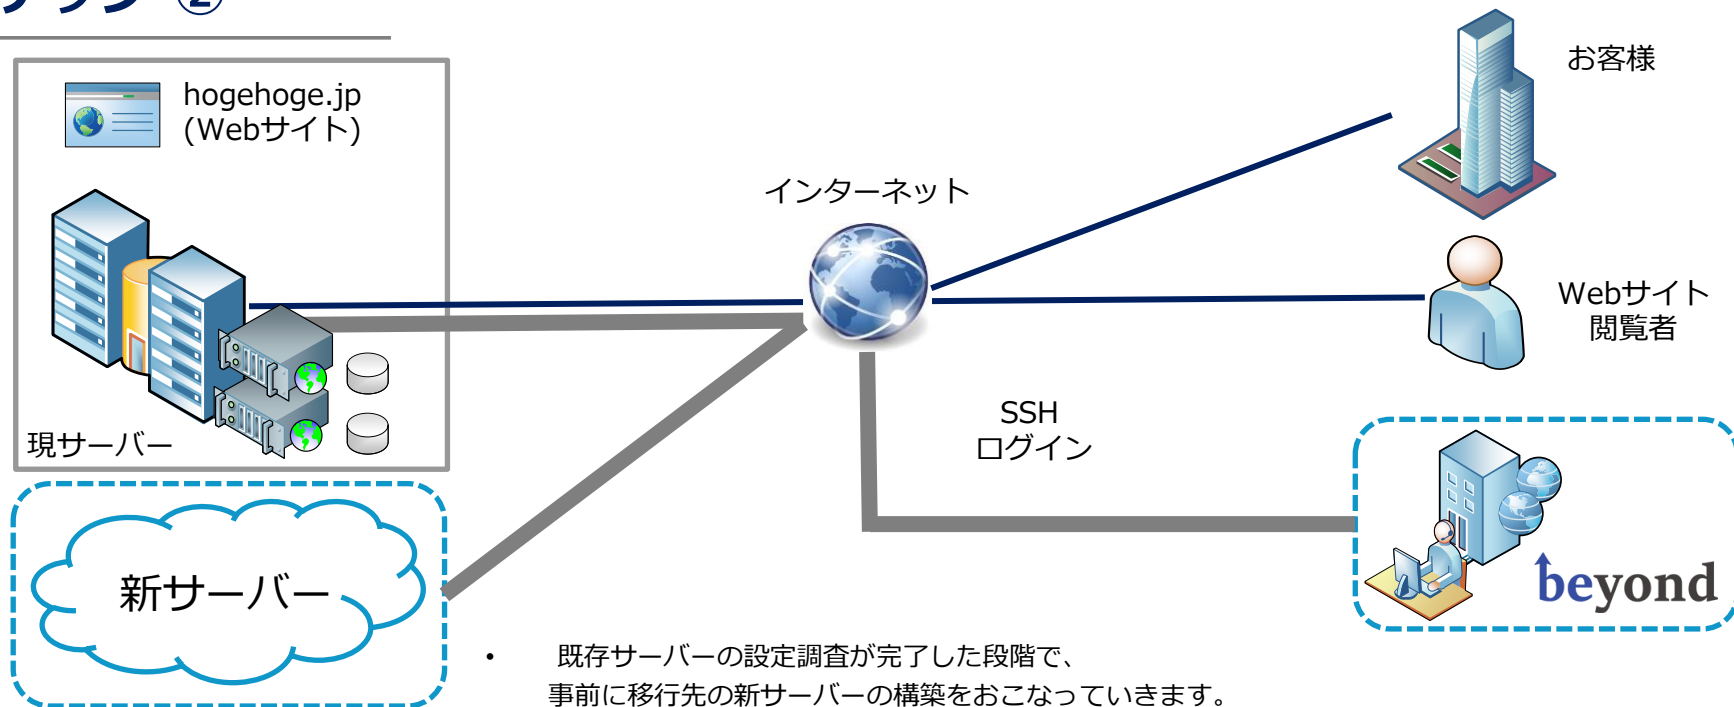 ップ ②
hogehoge.jp
(Webサイト)
現サーバー
新サーバー
インターネット
お客様
Webサイト
閲覧者
SSH
ログイン
beyond
・ 既存サーバーの設定調査が完了した段階で、
事前に移行先の新サーバーの構築をおこなっていきます。